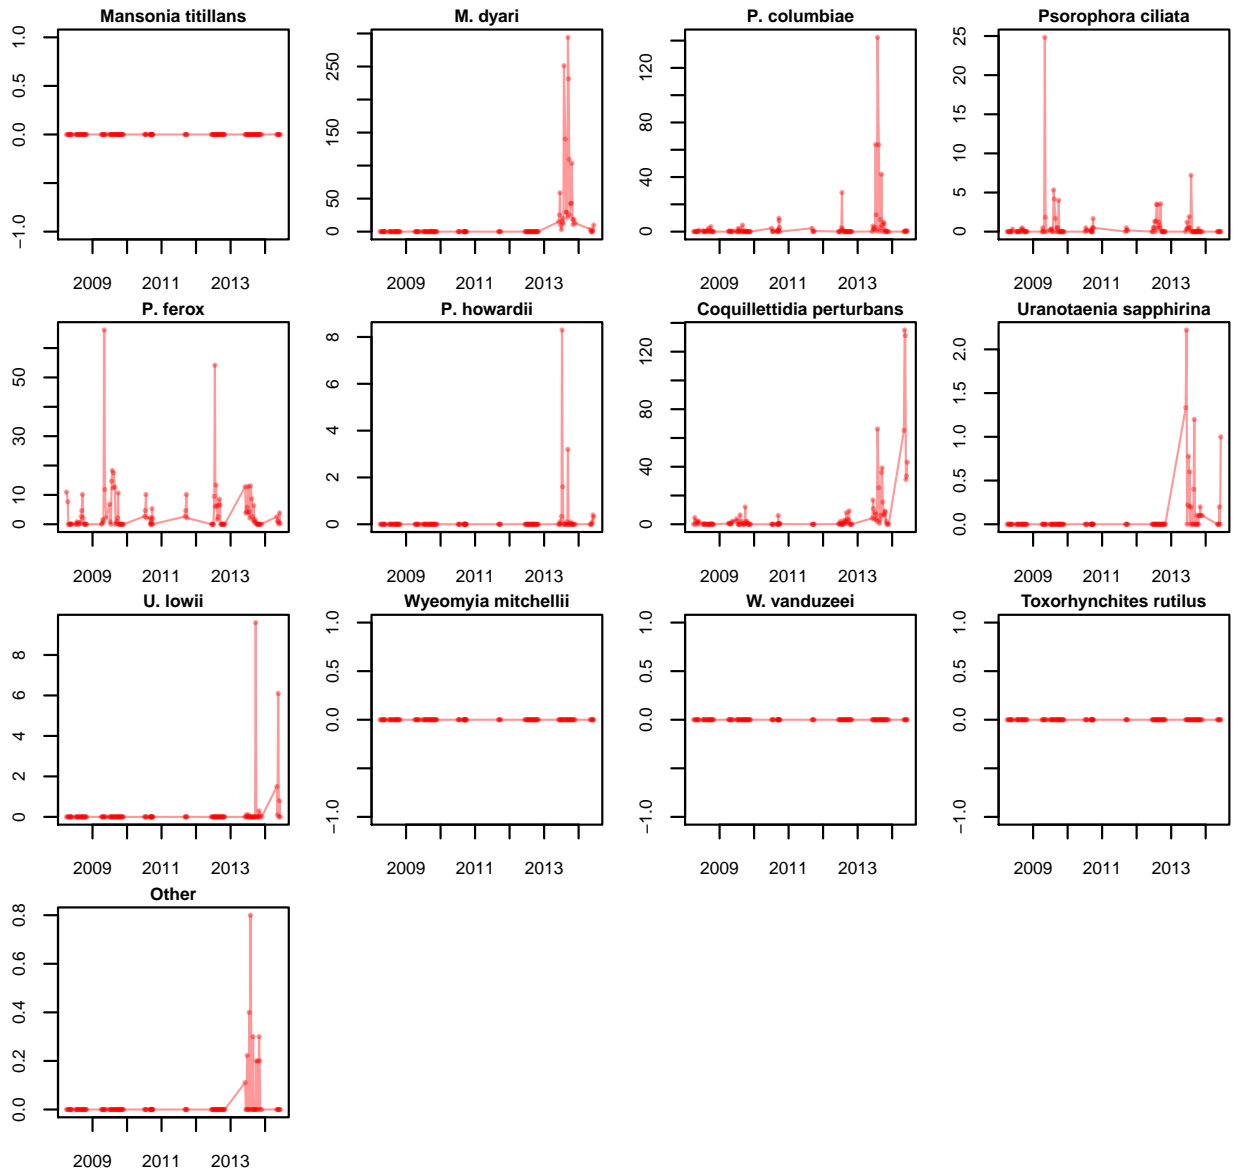 Mansonia titillans
M. dyari
P. columbiae
Psorophora ciliata
1.0
0.5
0.0
−1.0
2009 2011 2013
250
150
50
0
2009 2011 2013
140
80
40
0
2009 2011 2013
25
20
15
10
5
0
2009 2011 2013
P. ferox
P. howardii
Coquillettidia perturbans
Uranotaenia sapphirina
50
30
10
0
2009 2011 2013
8
6
4
2
0
2009 2011 2013
120
80
40
0
2009 2011 2013
2.0
1.5
1.0
0.5
0.0
2009 2011 2013
U. lowii
Wyeomyia mitchellii
W. vanduzeei
Toxorhynchites rutilus
8
6
4
2
0
2009 2011 2013
1.0
0.5
0.0
−1.0
2009 2011 2013
1.0
0.5
0.0
−1.0
2009 2011 2013
1.0
0.5
0.0
−1.0
2009 2011 2013
Other
0.8
0.6
0.4
0.2
0.0
2009 2011 2013